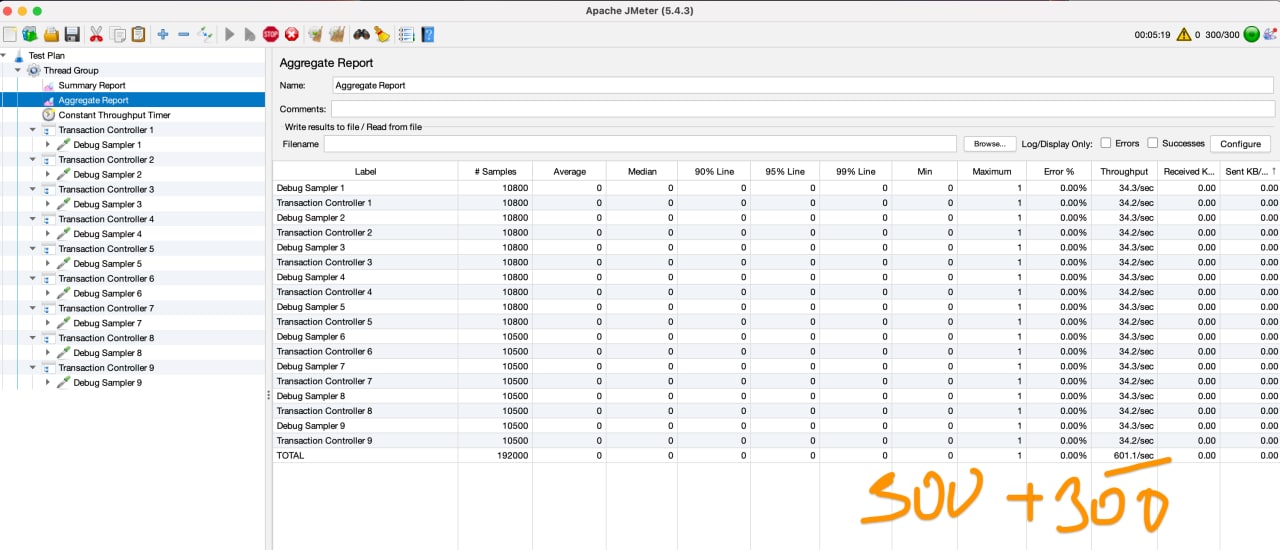 Apache JMeter (5.4.3)
STOP 00:05:19 0 300/300
Test Plan
Thread Group
Summary Report
Aggregate Report
Constant Throughput Timer
Transaction Controller 1
Debug Sampler 1
Transaction Controller 2
Debug Sampler 2
Transaction Controller 3
Debug Sampler 3
Transaction Controller 4
Debug Sampler 4
Transaction Controller 5
Debug Sampler 5
Transaction Controller 6
Debug Sampler 6
Transaction Controller 7
Debug Sampler 7
Transaction Controller 8
Debug Sampler 8
Transaction Controller 9
Debug Sampler 9
Aggregate Report
Name: Aggregate Report
Comments:
Write results to file / Read from file
Filename Browse... Log/Display Only: Errors Successes Configure
Label # Samples Average Median 90% Line 95% Line 99% Line Min Maximum Error % Throughput Received K... Sent KB/... ↑
Debug Sampler 1 10800 0 0 0 0 0 0 1 0.00% 34.3/sec 0.00 0.00
Transaction Controller 1 10800 0 0 0 0 0 0 1 0.00% 34.2/sec 0.00 0.00
Debug Sampler 2 10800 0 0 0 0 0 0 1 0.00% 34.3/sec 0.00 0.00
Transaction Controller 2 10800 0 0 0 0 0 0 1 0.00% 34.2/sec 0.00 0.00
Debug Sampler 3 10800 0 0 0 0 0 0 1 0.00% 34.3/sec 0.00 0.00
Transaction Controller 3 10800 0 0 0 0 0 0 1 0.00% 34.2/sec 0.00 0.00
Debug Sampler 4 10800 0 0 0 0 0 0 1 0.00% 34.3/sec 0.00 0.00
Transaction Controller 4 10800 0 0 0 0 0 0 1 0.00% 34.2/sec 0.00 0.00
Debug Sampler 5 10800 0 0 0 0 0 0 1 0.00% 34.3/sec 0.00 0.00
Transaction Controller 5 10800 0 0 0 0 0 0 1 0.00% 34.2/sec 0.00 0.00
Debug Sampler 6 10500 0 0 0 0 0 0 1 0.00% 34.3/sec 0.00 0.00
Transaction Controller 6 10500 0 0 0 0 0 0 1 0.00% 34.2/sec 0.00 0.00
Debug Sampler 7 10500 0 0 0 0 0 0 1 0.00% 34.3/sec 0.00 0.00
Transaction Controller 7 10500 0 0 0 0 0 0 1 0.00% 34.2/sec 0.00 0.00
Debug Sampler 8 10500 0 0 0 0 0 0 1 0.00% 34.3/sec 0.00 0.00
Transaction Controller 8 10500 0 0 0 0 0 0 1 0.00% 34.2/sec 0.00 0.00
Debug Sampler 9 10500 0 0 0 0 0 0 1 0.00% 34.3/sec 0.00 0.00
Transaction Controller 9 10500 0 0 0 0 0 0 1 0.00% 34.2/sec 0.00 0.00
TOTAL 192000 0 0 0 0 0 0 1 0.00% 601.1/sec 0.00 0.00
300 + 300